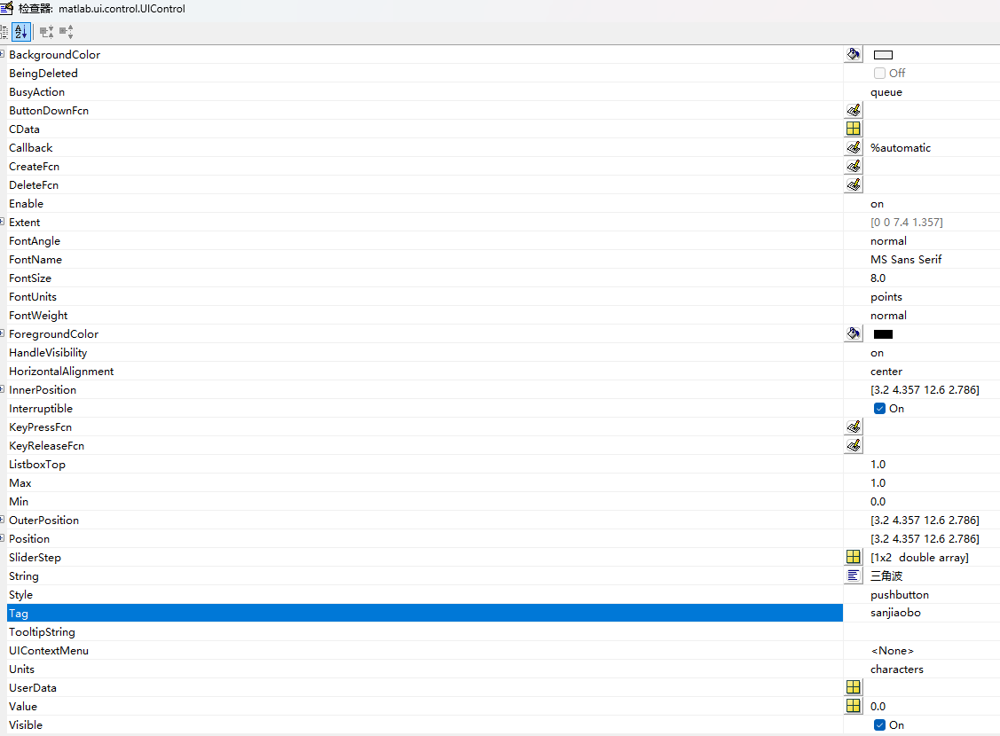 检查器: matlab.ui.control.UIControl
BackgroundColor
BeingDeleted Off
BusyAction queue
ButtonDownFcn
CData
Callback %automatic
CreateFcn
DeleteFcn
Enable on
Extent [0 0 7.4 1.357]
FontAngle normal
FontName MS Sans Serif
FontSize 8.0
FontUnits points
FontWeight normal
ForegroundColor
HandleVisibility on
HorizontalAlignment center
InnerPosition [3.2 4.357 12.6 2.786]
Interruptible On
KeyPressFcn
KeyReleaseFcn
ListboxTop 1.0
Max 1.0
Min 0.0
OuterPosition [3.2 4.357 12.6 2.786]
Position [3.2 4.357 12.6 2.786]
SliderStep [1x2 double array]
String 三角波
Style pushbutton
Tag sanjiaobo
TooltipString
UIContextMenu <None>
Units characters
UserData
Value 0.0
Visible On